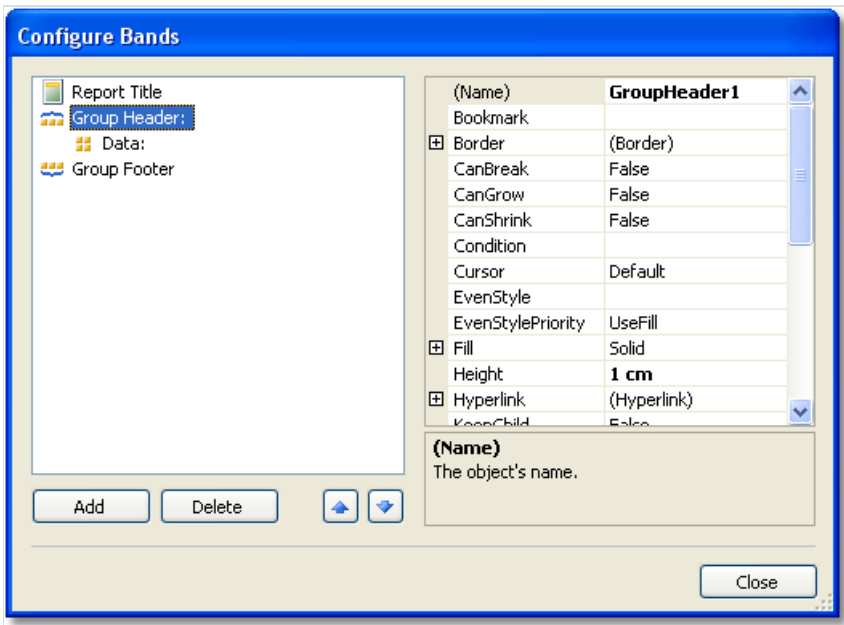 Configure Bands
Report Title
Group Header:
Data:
Group Footer
(Name) GroupHeader1
Bookmark
Border (Border)
CanBreak False
CanGrow False
CanShrink False
Condition
Cursor Default
EvenStyle
EvenStylePriority UseFill
Fill Solid
Height 1 cm
Hyperlink (Hyperlink)
KeepChild False
(Name)
The object's name.
Add Delete
Close